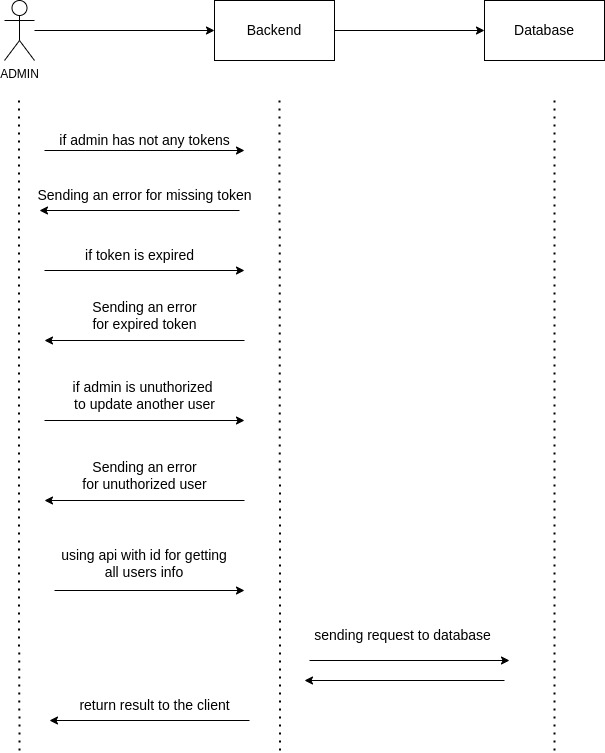 Backend
Database
ADMIN
if admin has not any tokens
Sending an error for missing token
if token is expired
Sending an error
for expired token
if admin is unuthorized
to update another user
Sending an error
for unuthorized user
using api with id for getting
all users info
sending request to database
return result to the client